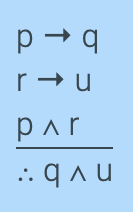 p → q
r → u
p ∧ r
∴ q ∧ u